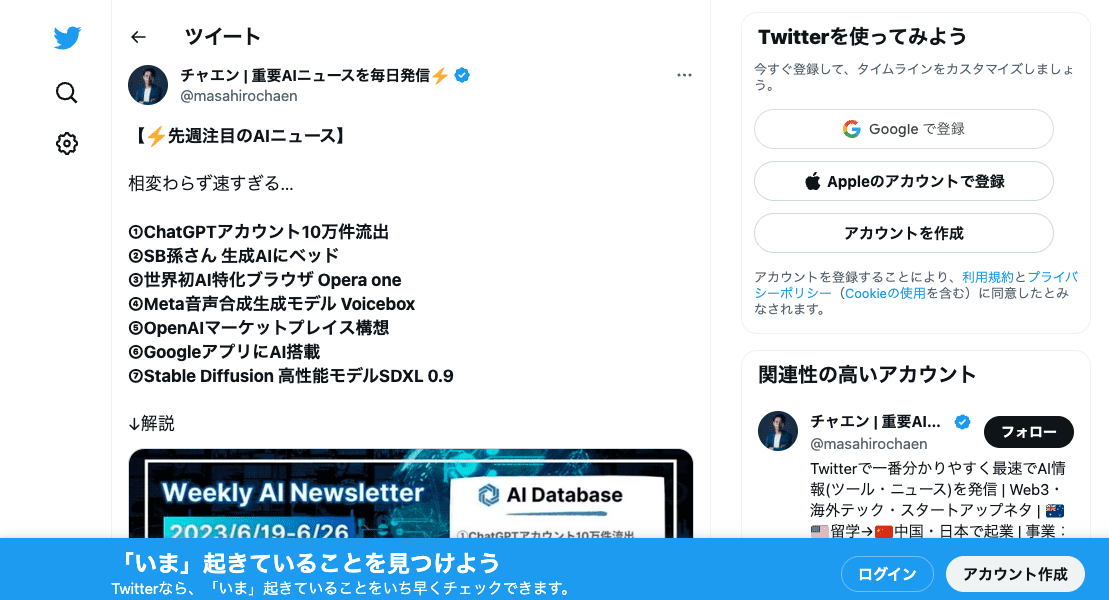 ツイート
チャエン | 重要AIニュースを毎日発信⚡
@masahirochaen
【⚡先週注目のAIニュース】
相変わらず速すぎる...
①ChatGPTアカウント10万件流出
②SB孫さん 生成AIにベッド
③世界初AI特化ブラウザ Opera one
④Meta音声合成生成モデル Voicebox
⑤OpenAIマーケットプレイス構想
⑥GoogleアプリにAI搭載
⑦Stable Diffusion 高性能モデルSDXL 0.9
↓解説
Weekly AI Newsletter
2023/6/19-6/26
AI Database
①ChatGPTアカウント10万件流出
Twitterを使ってみよう
今すぐ登録して、タイムラインをカスタマイズしましょ
う。
Google で登録
Appleのアカウントで登録
アカウントを作成
アカウントを登録することにより、利用規約とプライバ
シーポリシー（Cookieの使用を含む）に同意したとみ
なされます。
関連性の高いアカウント
チャエン | 重要AI...
フォロー
@masahirochaen
Twitterで一番分かりやすく最速でAI情
報(ツール・ニュース)を発信 | Web3・
海外テック・スタートアップネタ | 🇦🇺
🇺🇸留学→🇨🇳中国・日本で起業 | 事業：
「いま」起きていることを見つけよう
Twitterなら、「いま」起きていることをいち早くチェックできます。
ログイン
アカウント作成